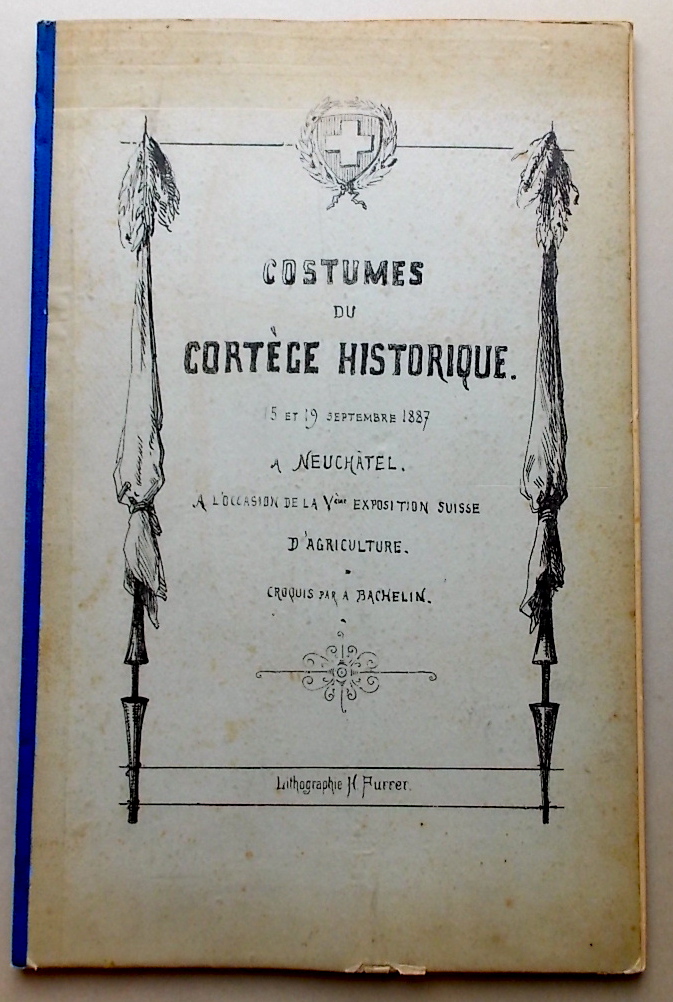 COSTUMES
DU
CORTÈGE HISTORIQUE.
15 ET 19 SEPTEMBRE 1887
A NEUCHÂTEL.
A L'OCCASION DE LA Vème EXPOSITION SUISSE
D'AGRICULTURE.
CROQUIS PAR A BACHELIN.
Lithographie H. Furrer.